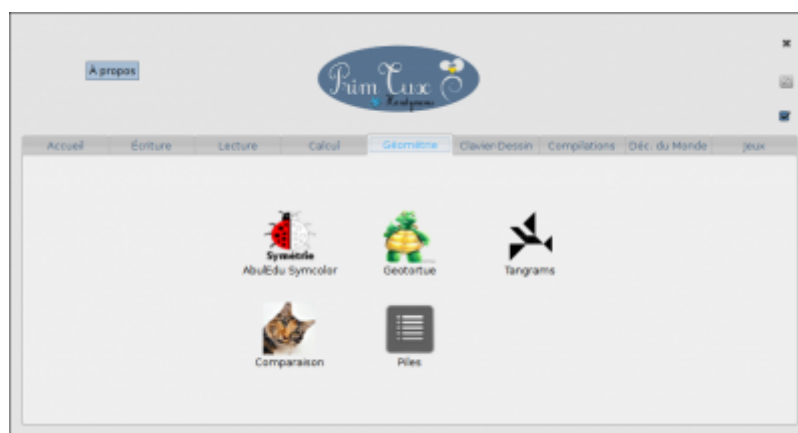 À propos
Prim Tux
Accueil Écriture Lecture Calcul Géométrie Clavier-Dessin Compilations Déc. du Monde Jeux
Symétrie
AbulEdu Symcolor Geotortue Tangrams
Comparaison Piles